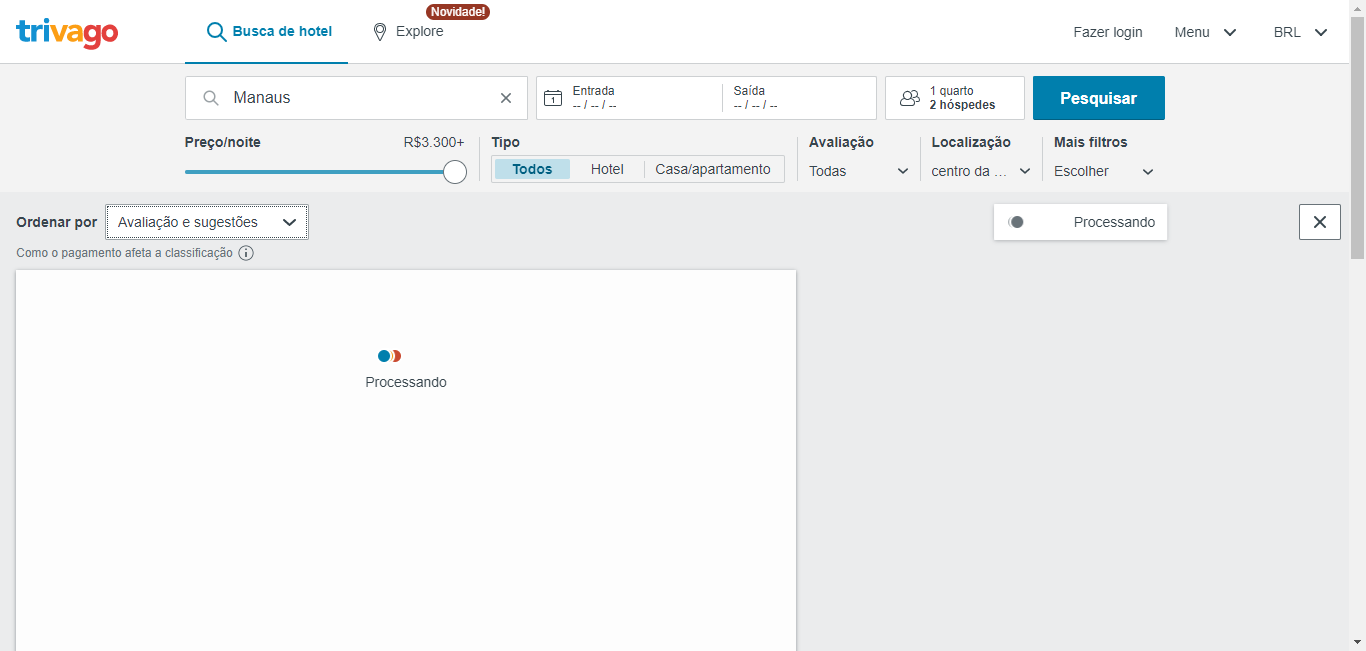 trivago
Busca de hotel
Novidade!
Explore
Fazer login
Menu
BRL
Manaus
1
Entrada
-- / -- / --
Saída
-- / -- / --
1 quarto
2 hóspedes
Pesquisar
Preço/noite
R$3.300+
Tipo
Todos
Hotel
Casa/apartamento
Avaliação
Todas
Localização
centro da ...
Mais filtros
Escolher
Ordenar por
Avaliação e sugestões
Processando
Como o pagamento afeta a classificação
Processando